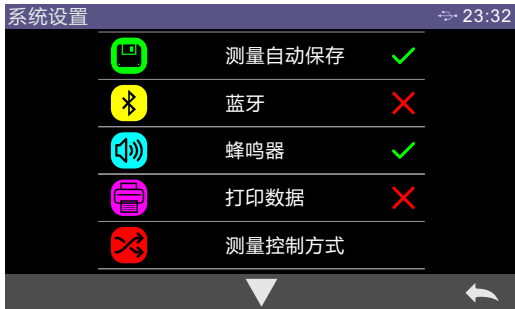 系统设置 23:32
测量自动保存
蓝牙
蜂鸣器
打印数据
测量控制方式